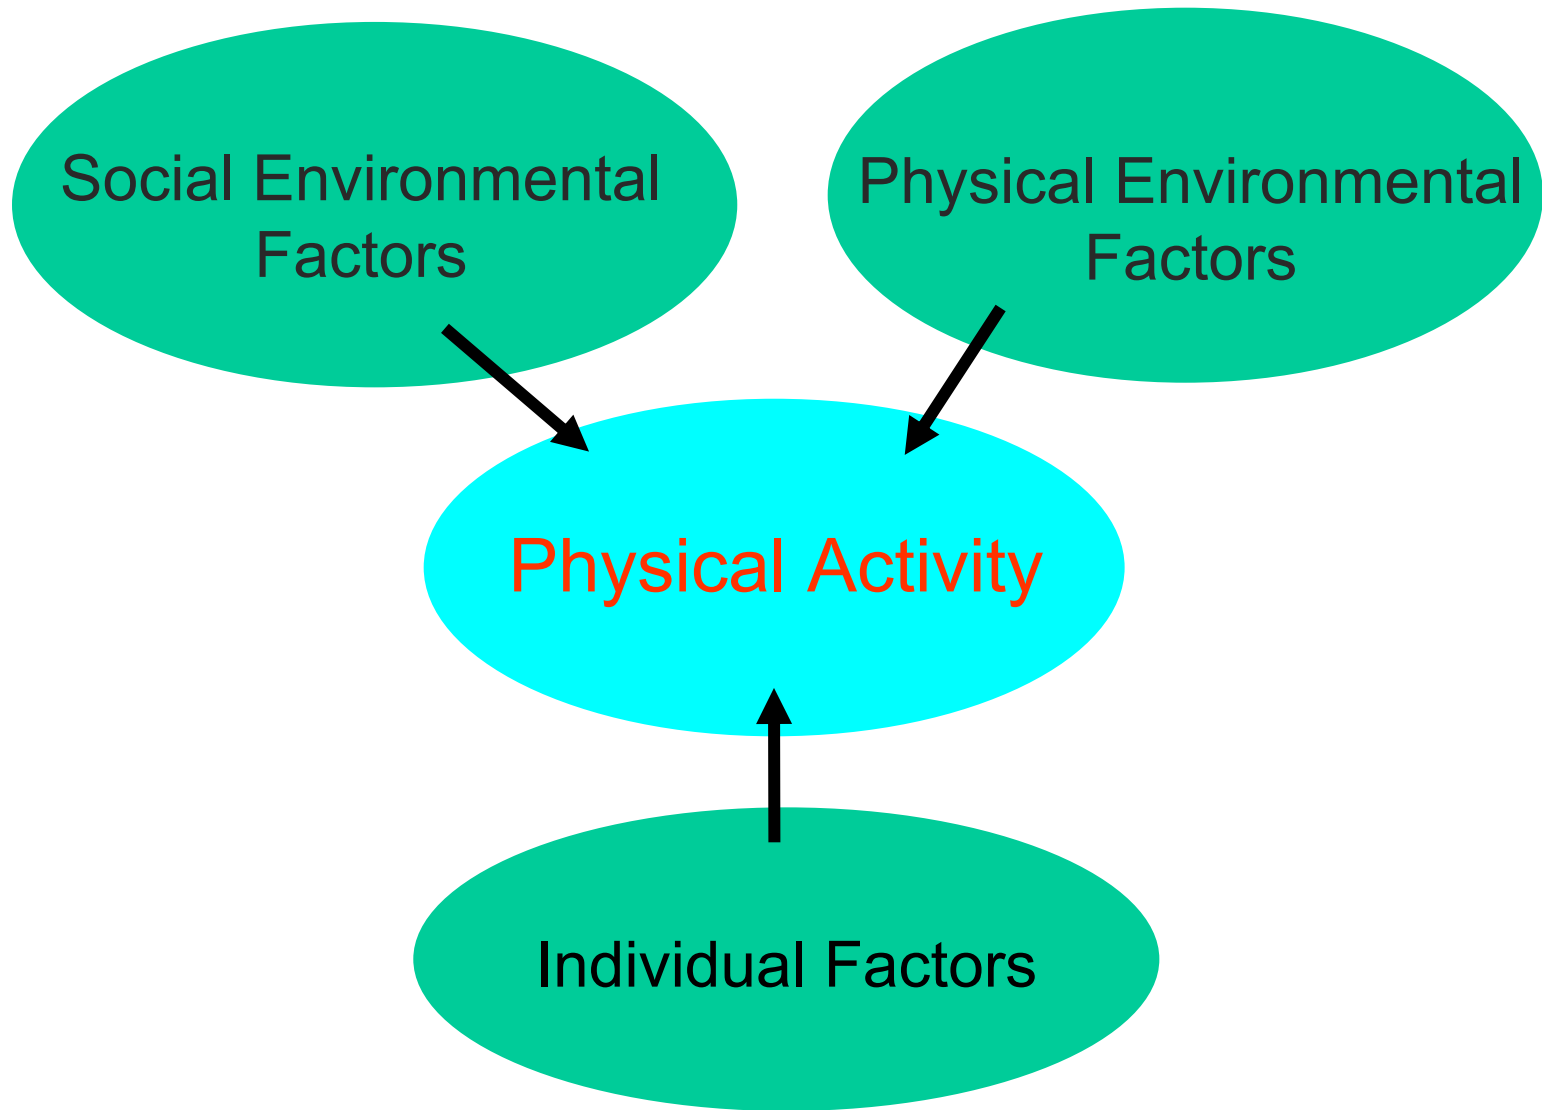 Social Environmental
Factors
Physical Environmental
Factors
Physical Activity
Individual Factors